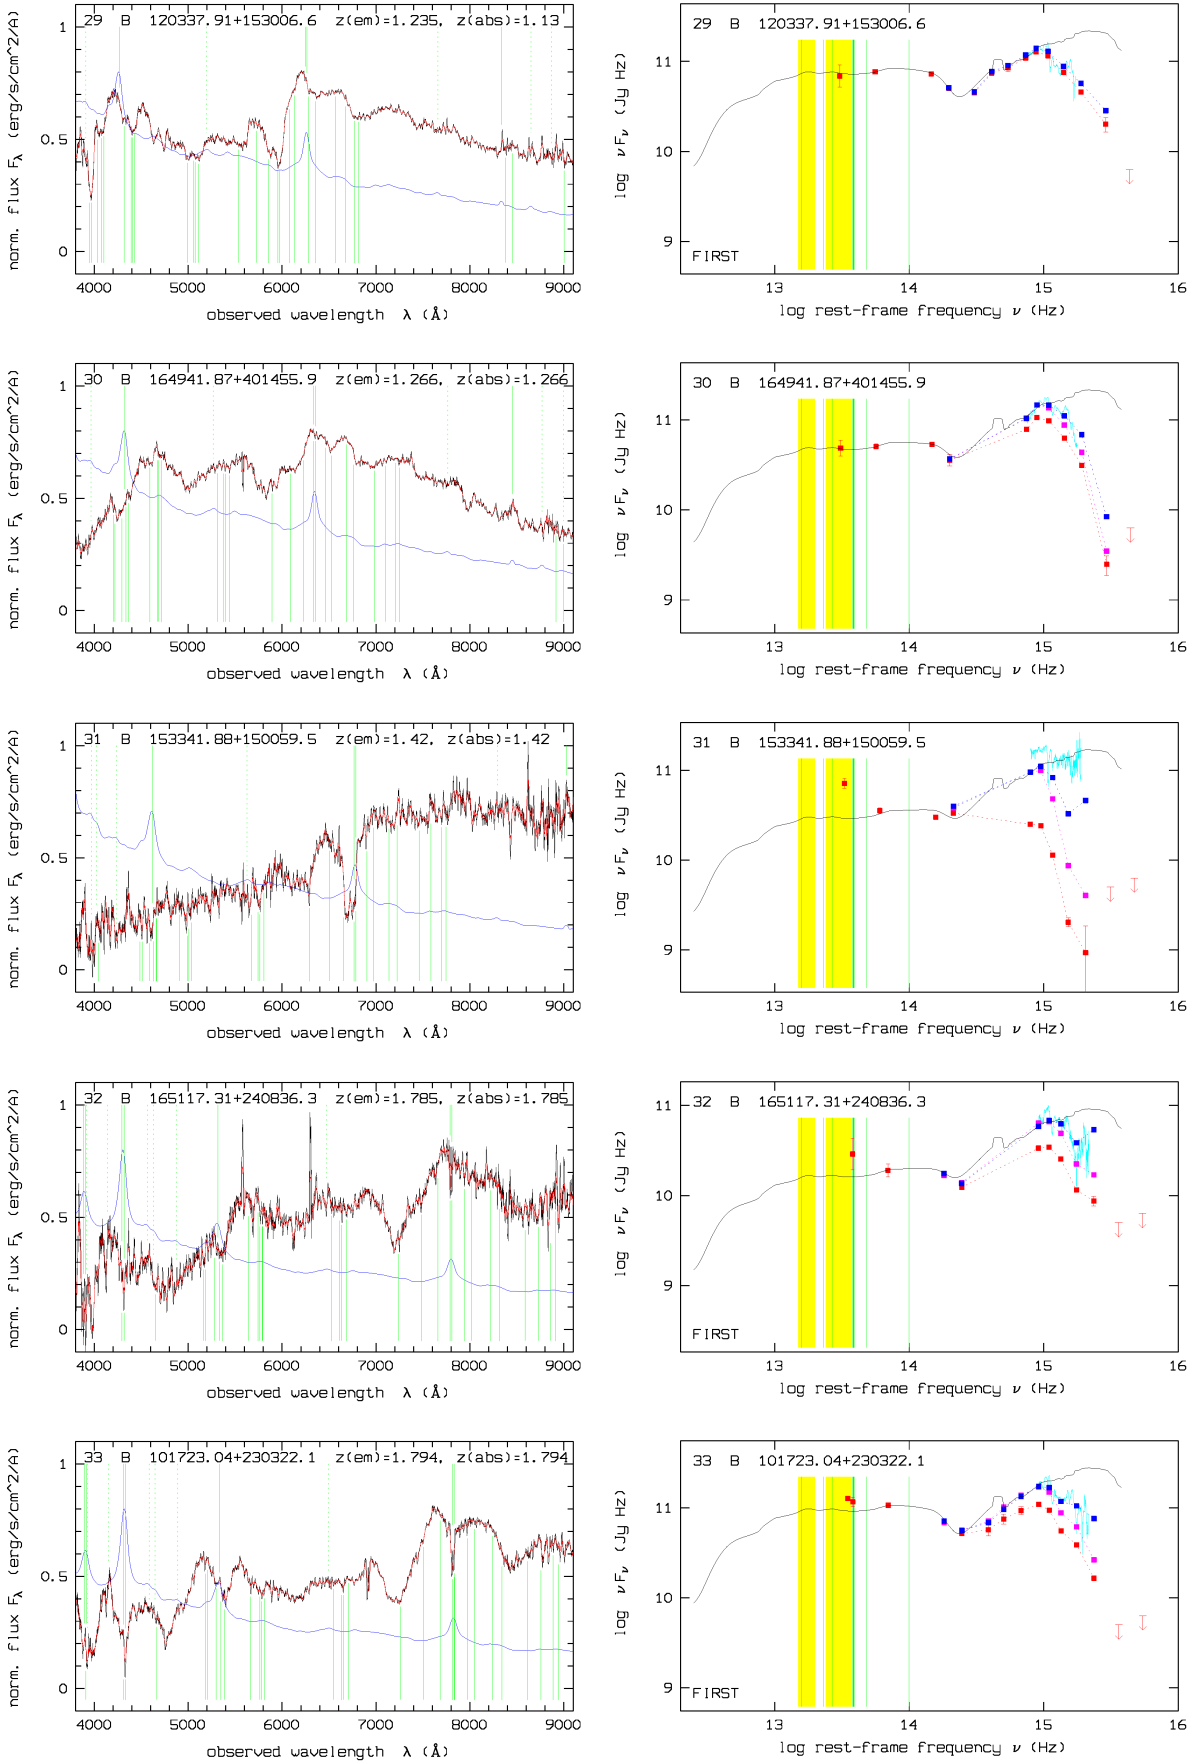 29 B 120337.91+153006.6 z(em)=1.235, z(abs)=1.13
norm. flux Fλ (erg/s/cm^2/A)
1
0.5
0
4000 5000 6000 7000 8000 9000
observed wavelength λ (Å)
29 B 120337.91+153006.6
log ν Fν (Jy Hz)
11
10
9
FIRST
13 14 15 16
log rest-frame frequency ν (Hz)
30 B 164941.87+401455.9 z(em)=1.266, z(abs)=1.266
norm. flux Fλ (erg/s/cm^2/A)
1
0.5
0
4000 5000 6000 7000 8000 9000
observed wavelength λ (Å)
30 B 164941.87+401455.9
log ν Fν (Jy Hz)
11
10
9
13 14 15 16
log rest-frame frequency ν (Hz)
31 B 153341.88+150059.5 z(em)=1.42, z(abs)=1.42
norm. flux Fλ (erg/s/cm^2/A)
1
0.5
0
4000 5000 6000 7000 8000 9000
observed wavelength λ (Å)
31 B 153341.88+150059.5
log ν Fν (Jy Hz)
11
10
9
13 14 15 16
log rest-frame frequency ν (Hz)
32 B 165117.31+240836.3 z(em)=1.785, z(abs)=1.785
norm. flux Fλ (erg/s/cm^2/A)
1
0.5
0
4000 5000 6000 7000 8000 9000
observed wavelength λ (Å)
32 B 165117.31+240836.3
log ν Fν (Jy Hz)
11
10
9
FIRST
13 14 15 16
log rest-frame frequency ν (Hz)
33 B 101723.04+230322.1 z(em)=1.794, z(abs)=1.794
norm. flux Fλ (erg/s/cm^2/A)
1
0.5
0
4000 5000 6000 7000 8000 9000
observed wavelength λ (Å)
33 B 101723.04+230322.1
log ν Fν (Jy Hz)
11
10
9
FIRST
13 14 15 16
log rest-frame frequency ν (Hz)